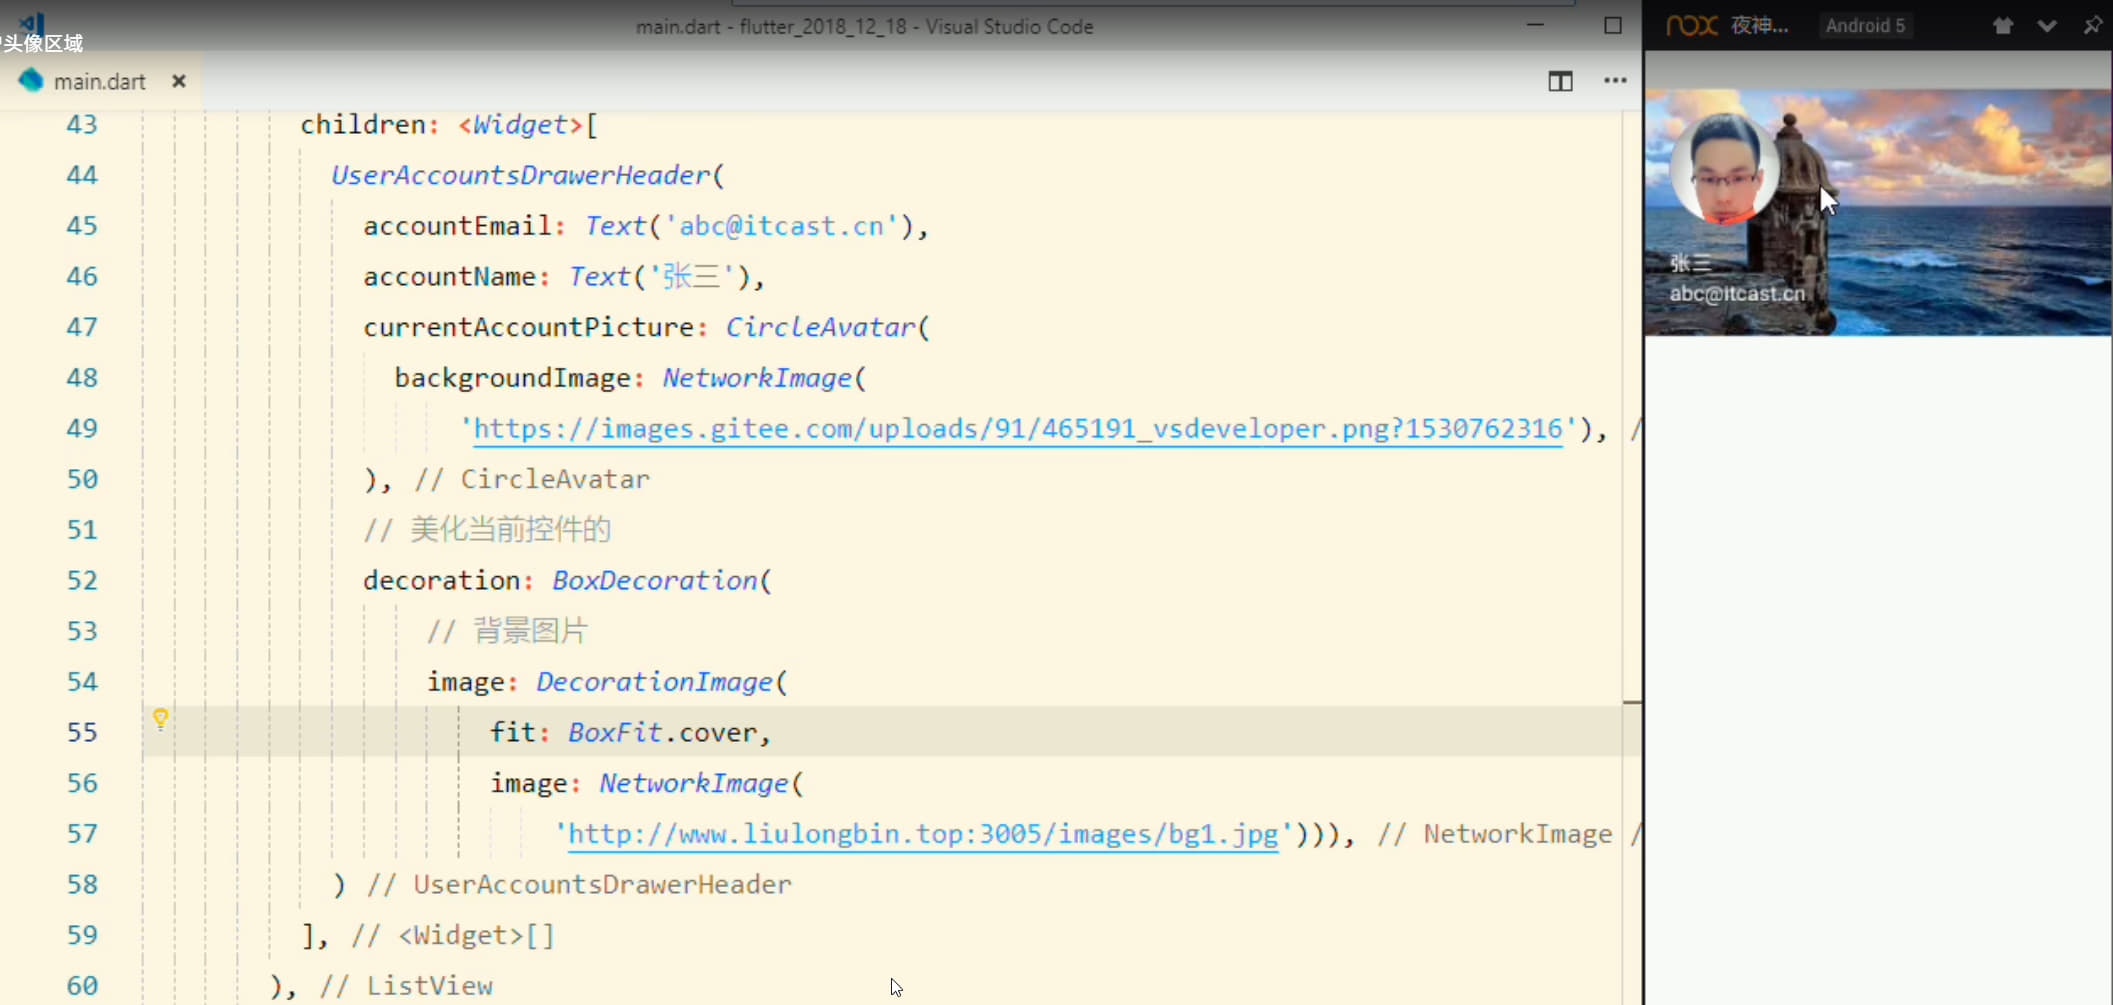 main.dart - flutter_2018_12_18 - Visual Studio Code
头像区域
main.dart
43 children: <Widget>[
44 UserAccountsDrawerHeader(
45 accountEmail: Text('abc@itcast.cn'),
46 accountName: Text('张三'),
47 currentAccountPicture: CircleAvatar(
48 backgroundImage: NetworkImage(
49 'https://images.gitee.com/uploads/91/465191_vsdeveloper.png?1530762316'), /
50 ), // CircleAvatar
51 // 美化当前控件的
52 decoration: BoxDecoration(
53 // 背景图片
54 image: DecorationImage(
55 fit: BoxFit.cover,
56 image: NetworkImage(
57 'http://www.liulongbin.top:3005/images/bg1.jpg'))), // NetworkImage /
58 ) // UserAccountsDrawerHeader
59 ], // <Widget>[]
60 ), // ListView
nox 夜神... Android 5
张三
abc@itcast.cn